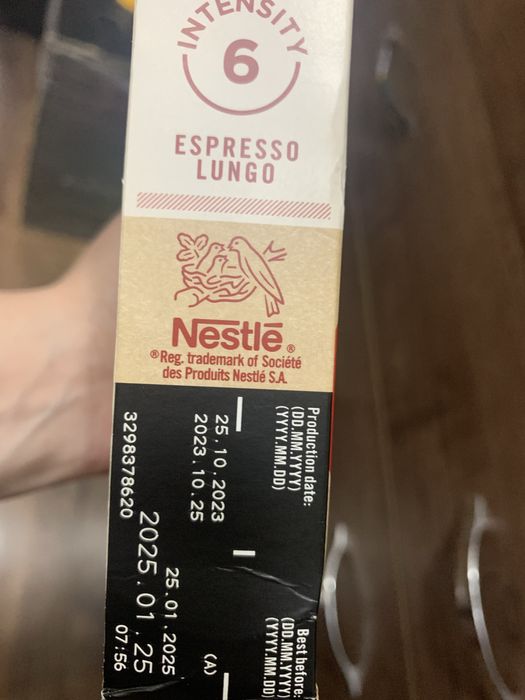 INTENSITY
6
ESPRESSO
LUNGO
Nestlé®
®Reg. trademark of Société
des Produits Nestlé S.A.
Production date:
(DD.MM.YYYY)
(YYYY.MM.DD)
25.10.2023
2023.10.25
Best before:
(DD.MM.YYYY)
(YYYY.MM.DD)
(A)
25.01.2025
2025.01.25
3298378620
07:56